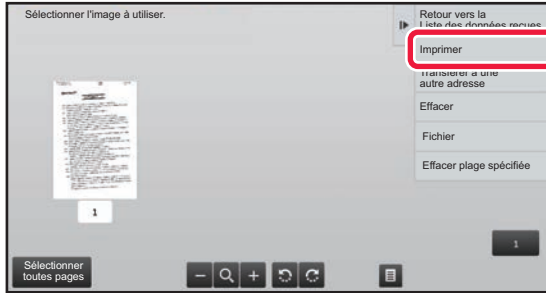 Sélectionner l'image à utiliser.
Retour vers la
Liste des données reçues
Imprimer
Transférer à une
autre adresse
Effacer
Fichier
Effacer plage spécifiée
1
1
Sélectionner
toutes pages